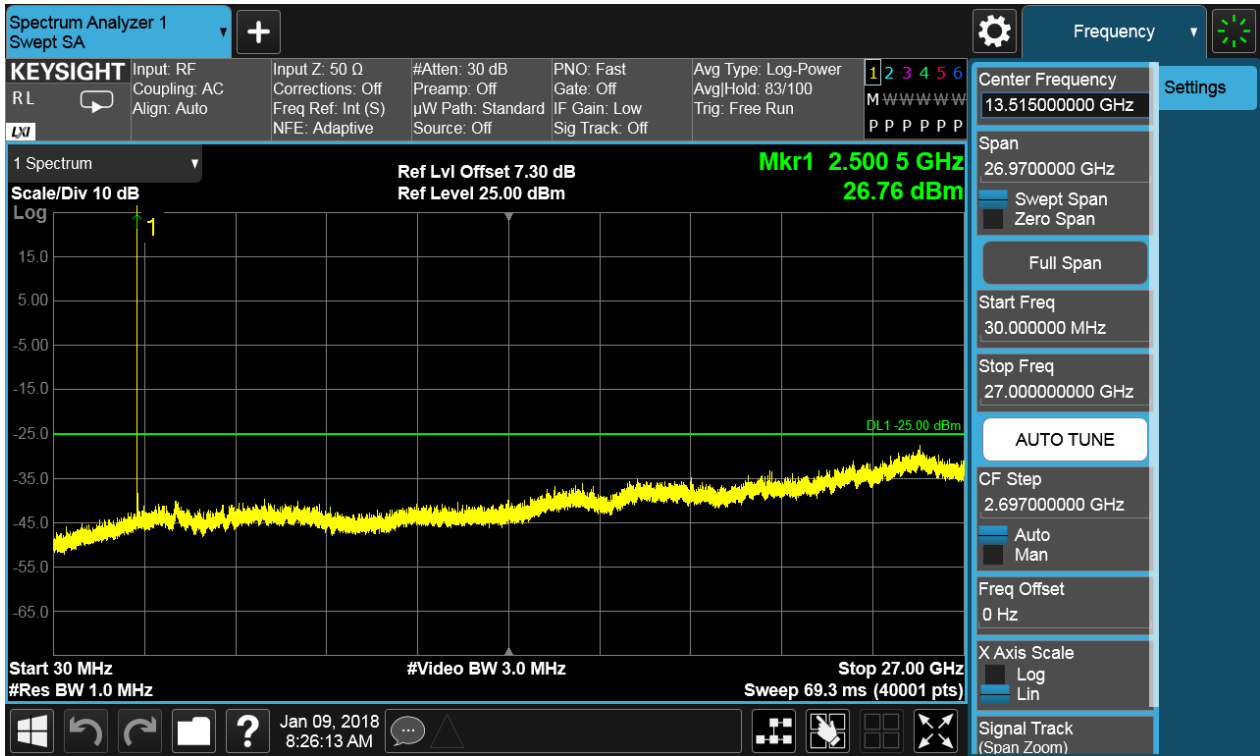 Spectrum Analyzer 1
Swept SA
Frequency
KEYSIGHT
R L
LXI
Input: RF
Coupling: AC
Align: Auto
Input Z: 50 Ω
Corrections: Off
Freq Ref: Int (S)
NFE: Adaptive
#Atten: 30 dB
Preamp: Off
µW Path: Standard
Source: Off
PNO: Fast
Gate: Off
IF Gain: Low
Sig Track: Off
Avg Type: Log-Power
Avg|Hold: 83/100
Trig: Free Run
1 2 3 4 5 6
M W W W W W
P P P P P P
1 Spectrum
Scale/Div 10 dB
Log
Ref Lvl Offset 7.30 dB
Ref Level 25.00 dBm
Mkr1 2.500 5 GHz
26.76 dBm
1
15.0
5.00
-5.00
-15.0
-25.0
-35.0
-45.0
-55.0
-65.0
DL1 -25.00 dBm
Start 30 MHz
#Res BW 1.0 MHz
#Video BW 3.0 MHz
Stop 27.00 GHz
Sweep 69.3 ms (40001 pts)
?
Jan 09, 2018
8:26:13 AM
Center Frequency
13.515000000 GHz
Span
26.9700000 GHz
Swept Span
Zero Span
Full Span
Start Freq
30.000000 MHz
Stop Freq
27.000000000 GHz
AUTO TUNE
CF Step
2.697000000 GHz
Auto
Man
Freq Offset
0 Hz
X Axis Scale
Log
Lin
Signal Track
(Span Zoom)
Settings